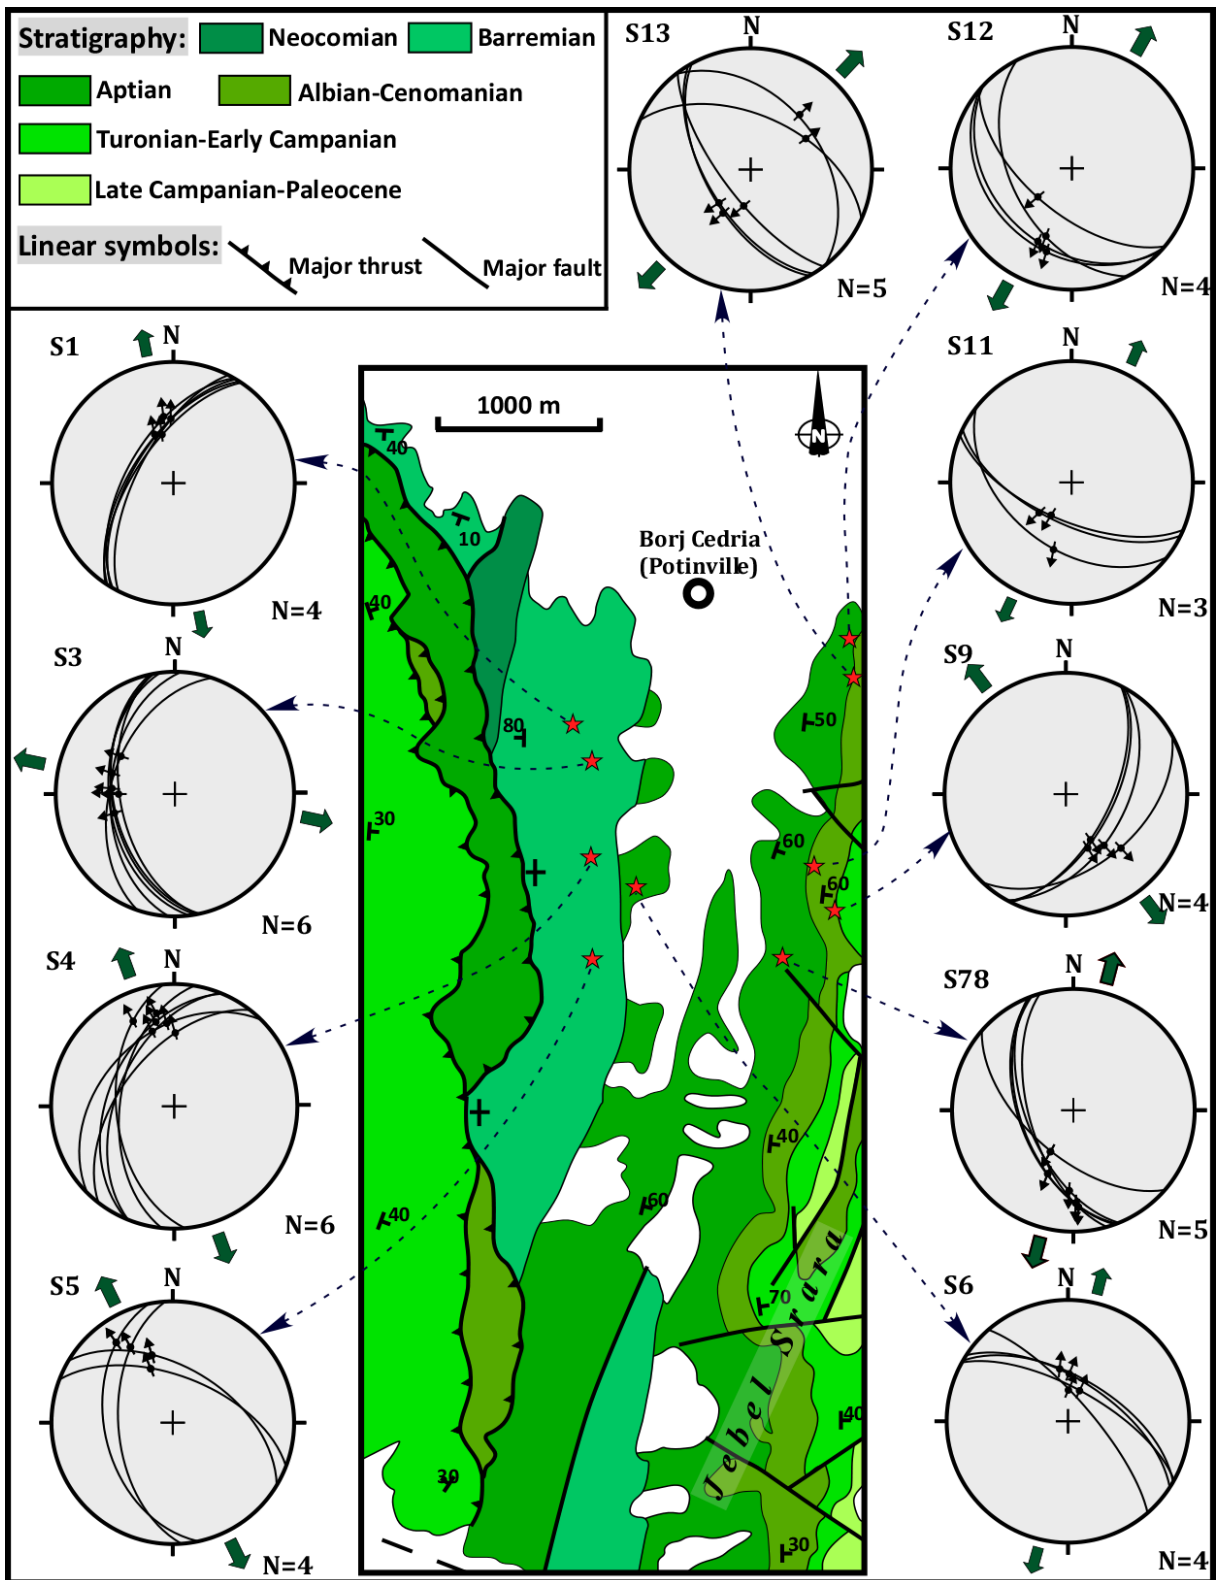 Stratigraphy: Neocomian Barremian
Aptian Albian-Cenomanian
Turonian-Early Campanian
Late Campanian-Paleocene
Linear symbols: Major thrust Major fault
S13
N
N=5
S12
N
N=4
S1
N
N=4
S11
N
N=3
S3
N
N=6
S9
N
N=4
S4
N
N=6
S78
N
N=5
S5
N
N=4
S6
N
N=4
1000 m
N
Borj Cedria
(Potinville)
40
10
40
80
50
30
60
60
40
60
40
70
40
30
30
Jebel Srara